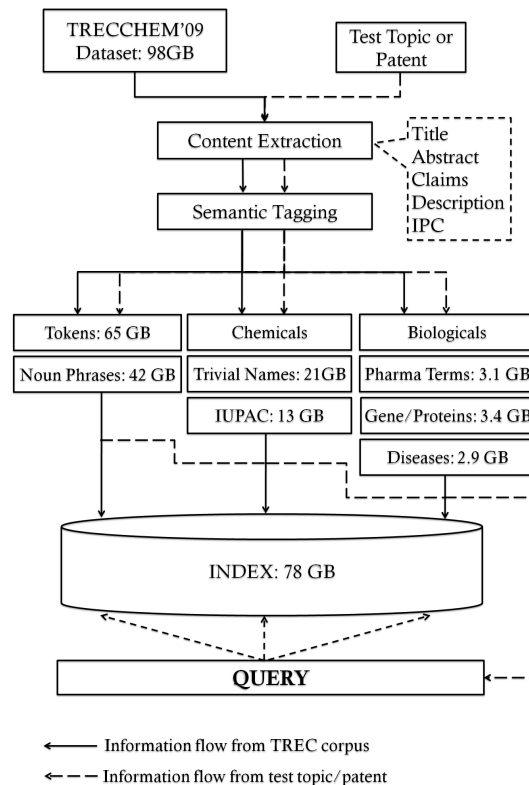 TRECCHEM'09
Dataset: 98GB
Test Topic or
Patent
Content Extraction
Title
Abstract
Claims
Description
IPC
Semantic Tagging
Tokens: 65 GB
Noun Phrases: 42 GB
Chemicals
Trivial Names: 21GB
IUPAC: 13 GB
Biologicals
Pharma Terms: 3.1 GB
Gene/Proteins: 3.4 GB
Diseases: 2.9 GB
INDEX: 78 GB
QUERY
Information flow from TREC corpus
Information flow from test topic/patent